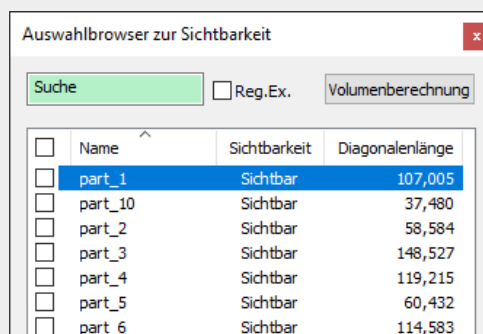 Auswahlbrowser zur Sichtbarkeit x
Suche Reg.Ex. Volumenberechnung
Name Sichtbarkeit Diagonalenlänge
part_1 Sichtbar 107,005
part_10 Sichtbar 37,480
part_2 Sichtbar 58,584
part_3 Sichtbar 148,527
part_4 Sichtbar 119,215
part_5 Sichtbar 60,432
part_6 Sichtbar 114,583